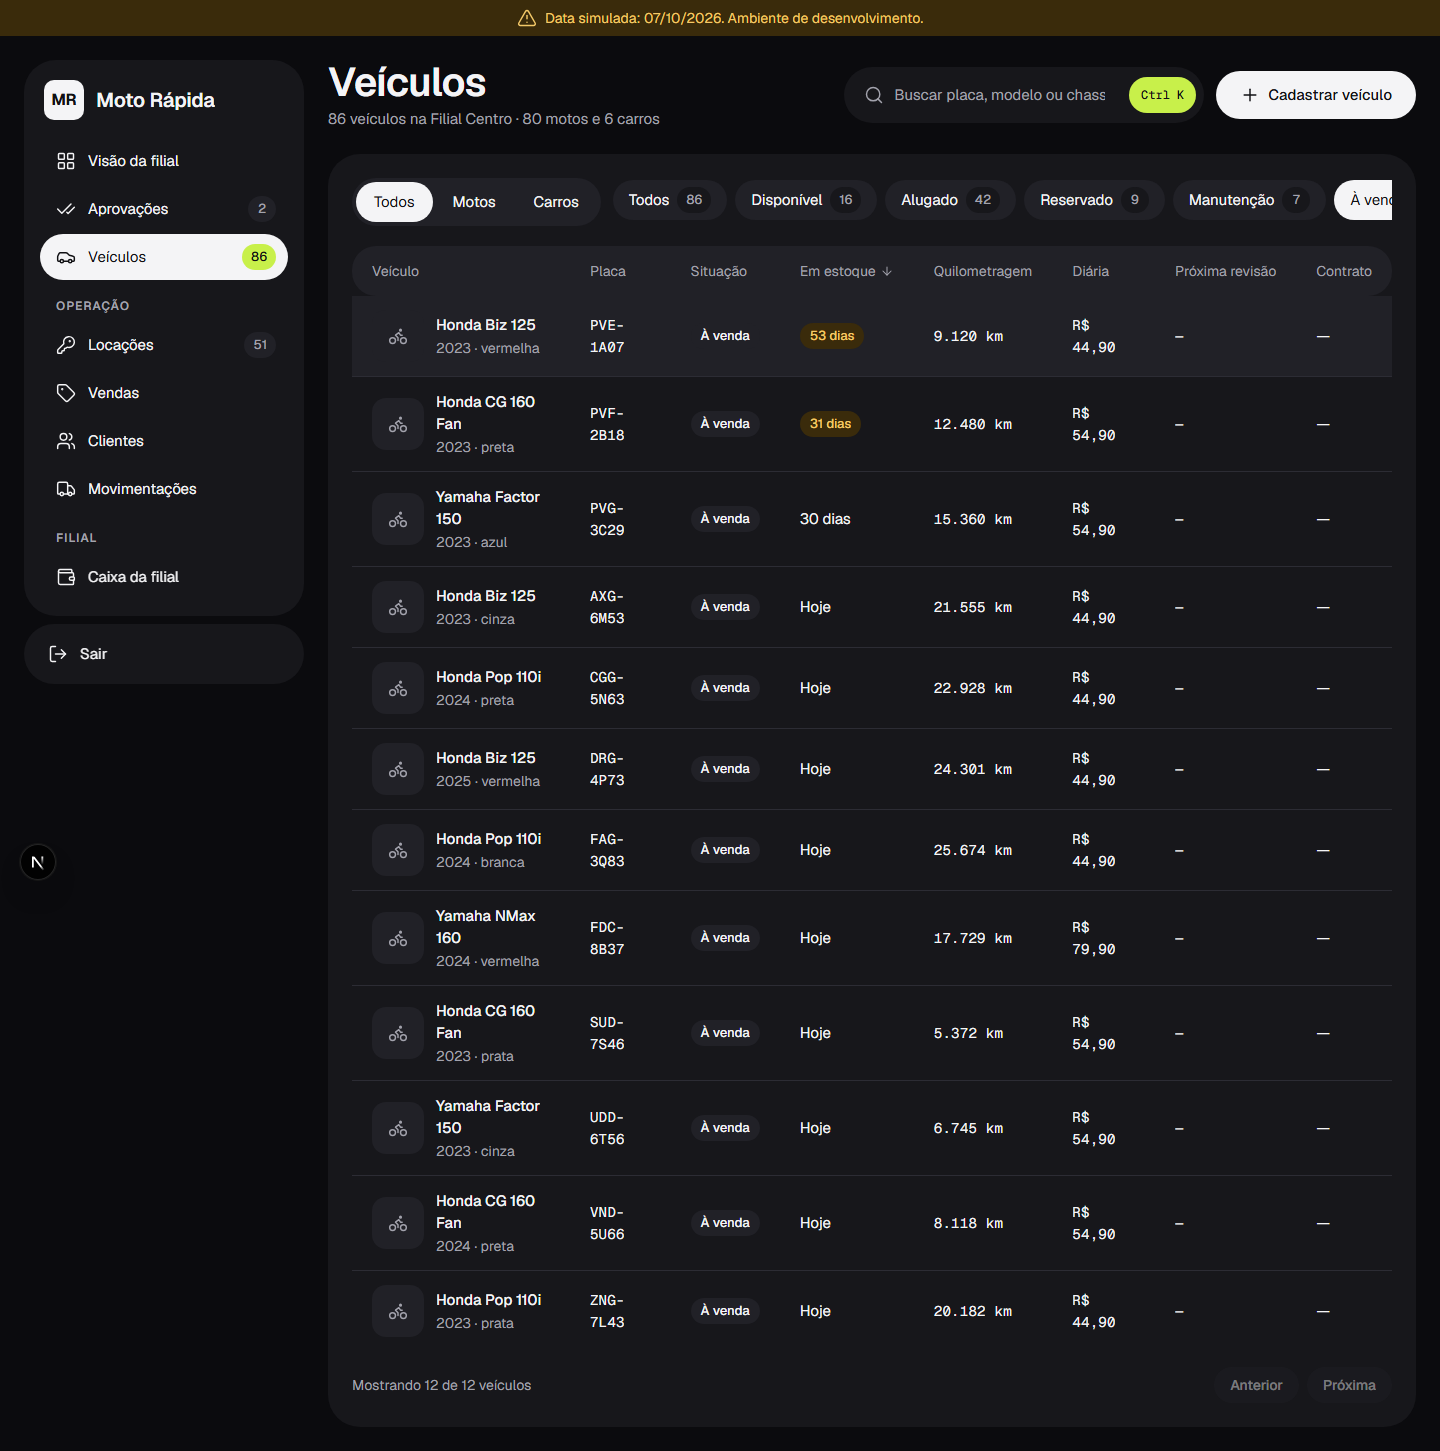 Data simulada: 07/10/2026. Ambiente de desenvolvimento.
MR Moto Rápida
Visão da filial
Aprovações 2
Veículos 86
OPERAÇÃO
Locações 51
Vendas
Clientes
Movimentações
FILIAL
Caixa da filial
Sair
N
Veículos
86 veículos na Filial Centro · 80 motos e 6 carros
Buscar placa, modelo ou chass Ctrl K
Cadastrar veículo
Todos Motos Carros Todos 86 Disponível 16 Alugado 42 Reservado 9 Manutenção 7 À venc
Veículo Placa Situação Em estoque ↓ Quilometragem Diária Próxima revisão Contrato
Honda Biz 125 PVE- À venda 53 dias 9.120 km R$ – —
2023 · vermelha 1A07 44,90
Honda CG 160 PVF- À venda 31 dias 12.480 km R$ – —
Fan 2B18 54,90
2023 · preta
Yamaha Factor PVG- À venda 30 dias 15.360 km R$ – —
150 3C29 54,90
2023 · azul
Honda Biz 125 AXG- À venda Hoje 21.555 km R$ – —
2023 · cinza 6M53 44,90
Honda Pop 110i CGG- À venda Hoje 22.928 km R$ – —
2024 · preta 5N63 44,90
Honda Biz 125 DRG- À venda Hoje 24.301 km R$ – —
2025 · vermelha 4P73 44,90
Honda Pop 110i FAG- À venda Hoje 25.674 km R$ – —
2024 · branca 3Q83 44,90
Yamaha NMax FDC- À venda Hoje 17.729 km R$ – —
160 8B37 79,90
2024 · vermelha
Honda CG 160 SUD- À venda Hoje 5.372 km R$ – —
Fan 7S46 54,90
2023 · prata
Yamaha Factor UDD- À venda Hoje 6.745 km R$ – —
150 6T56 54,90
2023 · cinza
Honda CG 160 VND- À venda Hoje 8.118 km R$ – —
Fan 5U66 54,90
2024 · preta
Honda Pop 110i ZNG- À venda Hoje 20.182 km R$ – —
2023 · prata 7L43 44,90
Mostrando 12 de 12 veículos Anterior Próxima